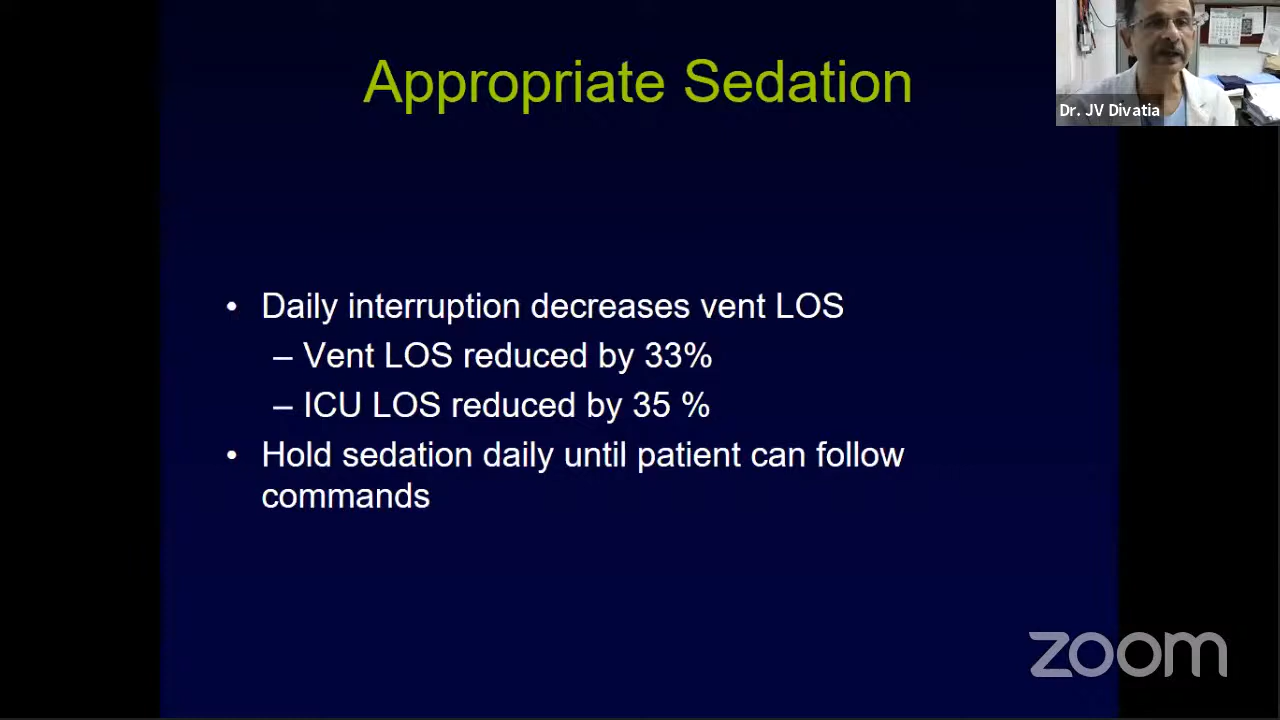 Appropriate Sedation
Dr. JV Divatia
• Daily interruption decreases vent LOS
– Vent LOS reduced by 33%
– ICU LOS reduced by 35 %
• Hold sedation daily until patient can follow
commands
zoom